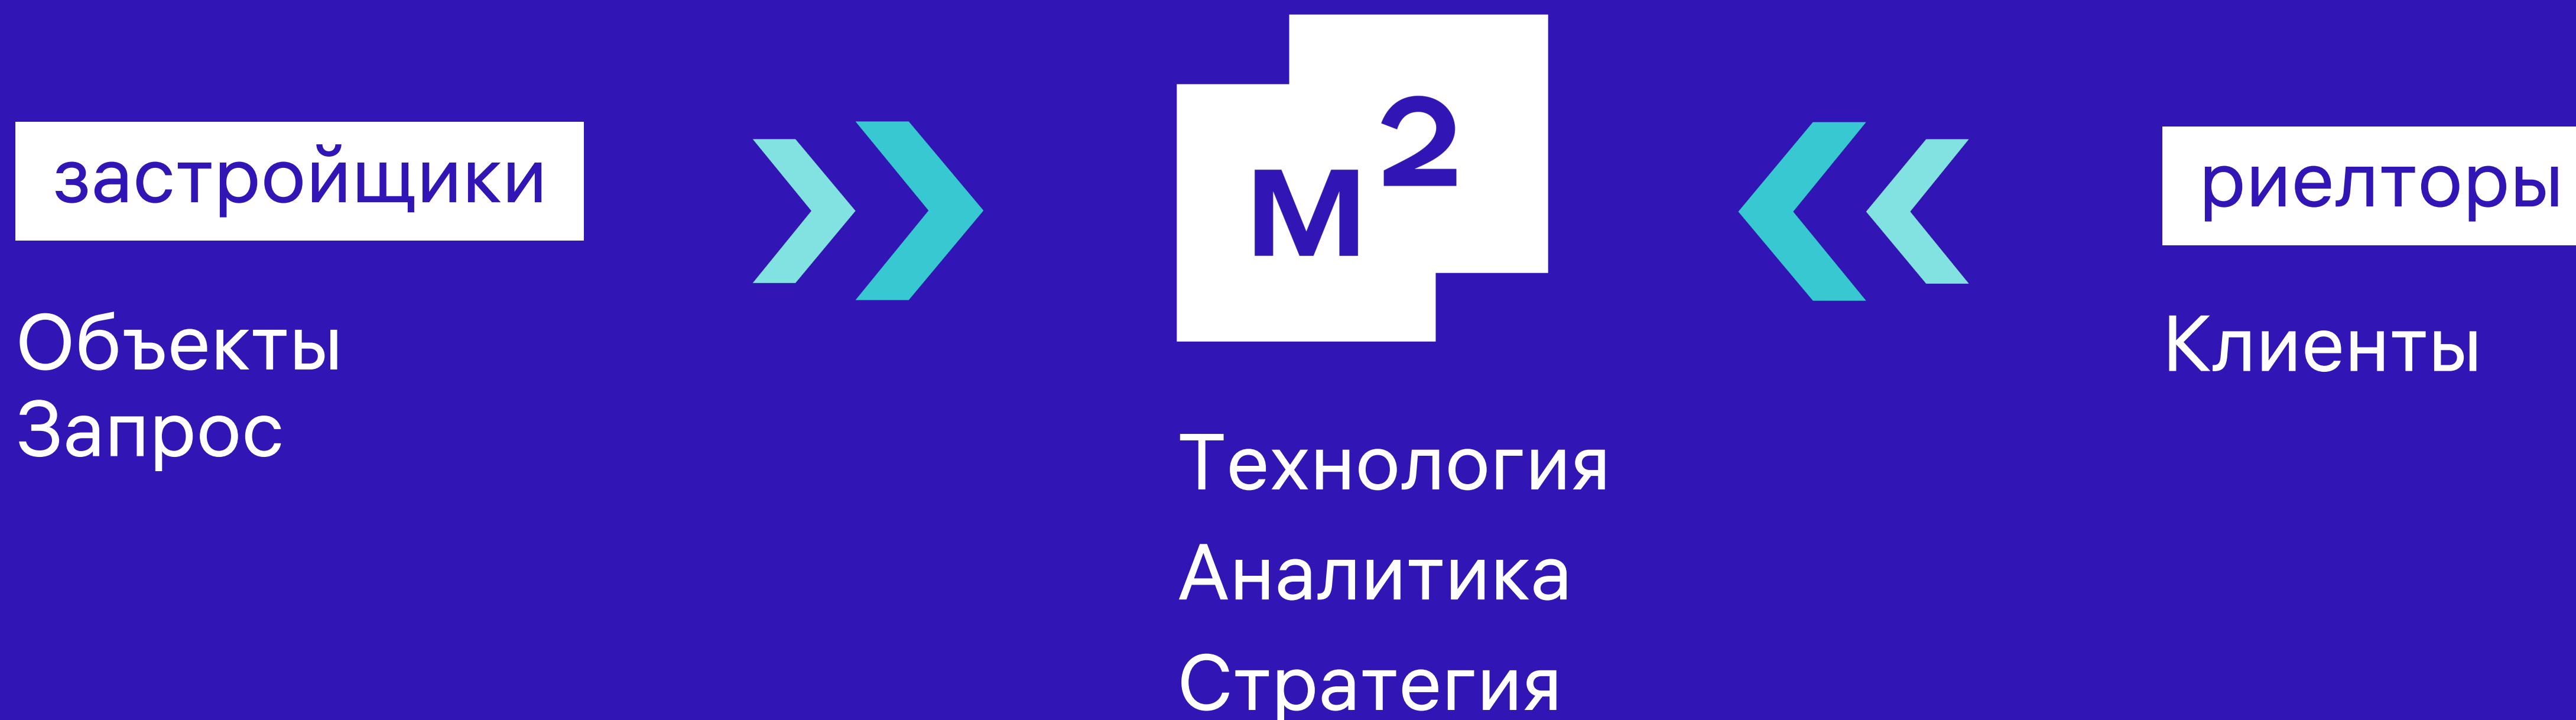 застройщики
Объекты
Запрос
м²
Технология
Аналитика
Стратегия
риелторы
Клиенты